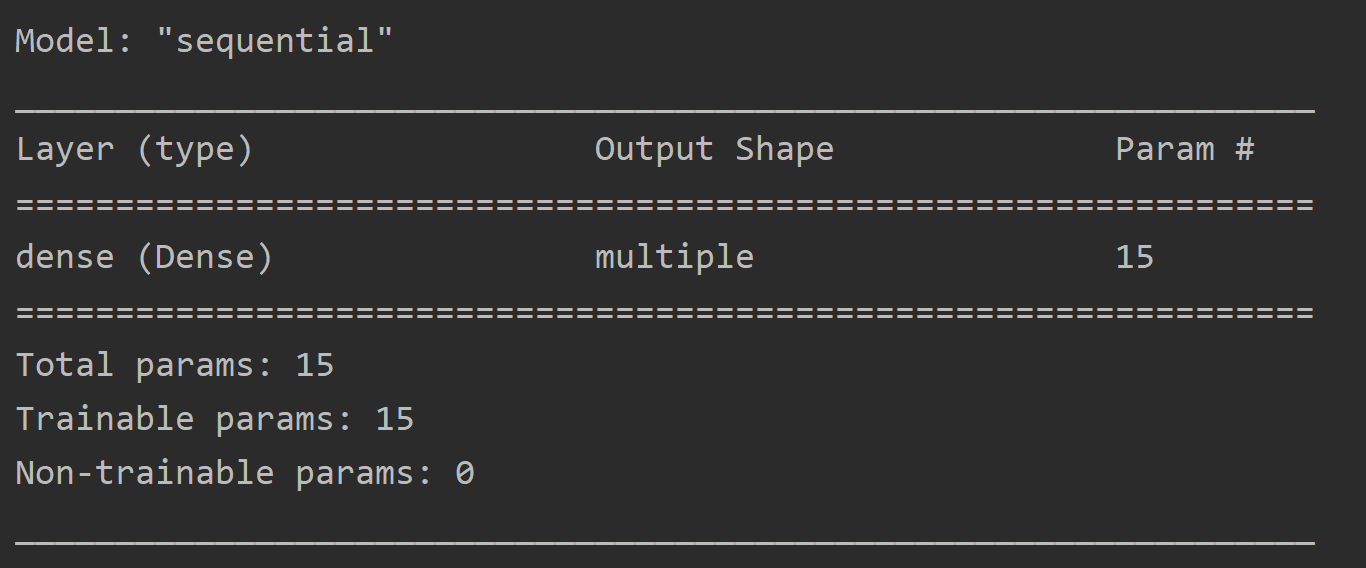 Model: "sequential"
_________________________________________________________________
Layer (type)                 Output Shape              Param #
=================================================================
dense (Dense)                multiple                  15
=================================================================
Total params: 15
Trainable params: 15
Non-trainable params: 0
_________________________________________________________________